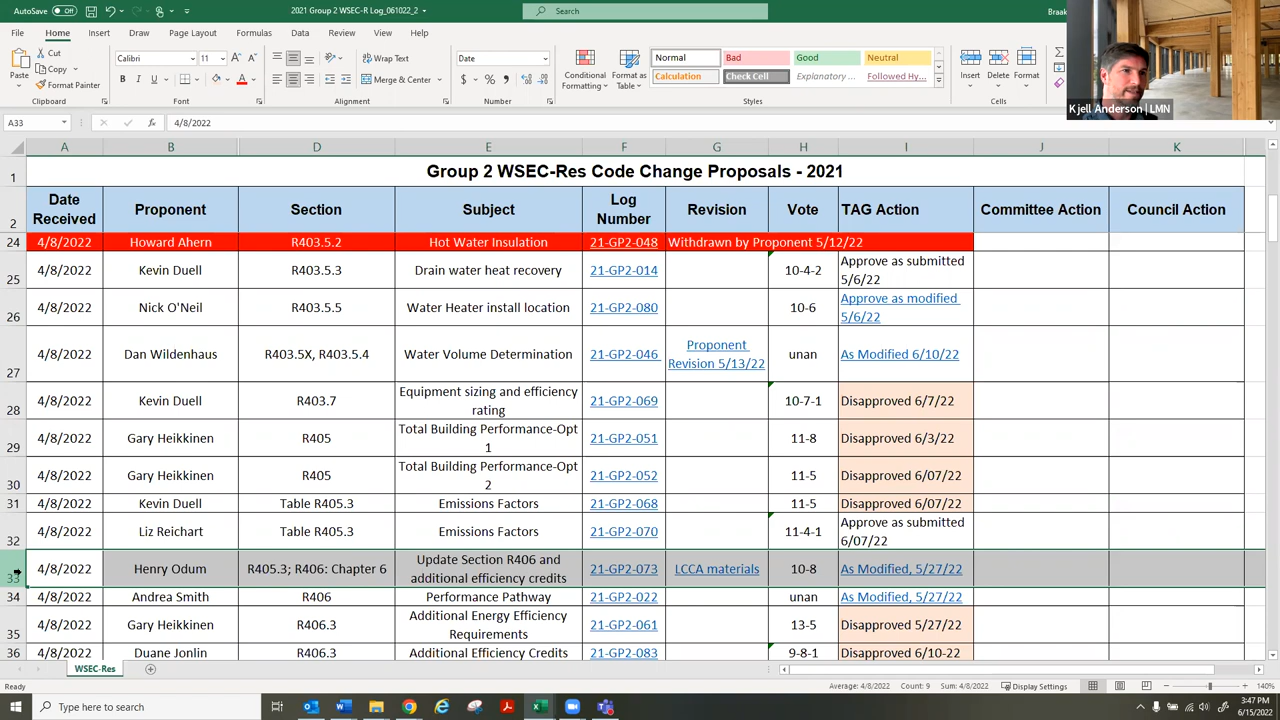 AutoSave Off 2021 Group 2 WSEC-R Log_061022_2 Search Braak
File Home Insert Draw Page Layout Formulas Data Review View Help
Cut Copy Format Painter Paste Clipboard
Calibri 11 Font
Wrap Text Merge & Center Alignment
Date Number
Conditional Formatting Format as Table
Normal Bad Good Neutral
Calculation Check Cell Explanatory ... Followed Hy...
Styles
Insert Delete Format
Cells
Kjell Anderson | LMN
A33 4/8/2022
A B D E F G H I J K
1 Group 2 WSEC-Res Code Change Proposals - 2021
2 Date Received Proponent Section Subject Log Number Revision Vote TAG Action Committee Action Council Action
24 4/8/2022 Howard Ahern R403.5.2 Hot Water Insulation 21-GP2-048 Withdrawn by Proponent 5/12/22
25 4/8/2022 Kevin Duell R403.5.3 Drain water heat recovery 21-GP2-014 10-4-2 Approve as submitted 5/6/22
26 4/8/2022 Nick O'Neil R403.5.5 Water Heater install location 21-GP2-080 10-6 Approve as modified 5/6/22
27 4/8/2022 Dan Wildenhaus R403.5X, R403.5.4 Water Volume Determination 21-GP2-046 Proponent Revision 5/13/22 unan As Modified 6/10/22
28 4/8/2022 Kevin Duell R403.7 Equipment sizing and efficiency rating 21-GP2-069 10-7-1 Disapproved 6/7/22
29 4/8/2022 Gary Heikkinen R405 Total Building Performance-Opt 1 21-GP2-051 11-8 Disapproved 6/3/22
30 4/8/2022 Gary Heikkinen R405 Total Building Performance-Opt 2 21-GP2-052 11-5 Disapproved 6/07/22
31 4/8/2022 Kevin Duell Table R405.3 Emissions Factors 21-GP2-068 11-5 Disapproved 6/07/22
32 4/8/2022 Liz Reichart Table R405.3 Emissions Factors 21-GP2-070 11-4-1 Approve as submitted 6/07/22
33 4/8/2022 Henry Odum R405.3; R406: Chapter 6 Update Section R406 and additional efficiency credits 21-GP2-073 LCCA materials 10-8 As Modified, 5/27/22
34 4/8/2022 Andrea Smith R406 Performance Pathway 21-GP2-022 unan As Modified, 5/27/22
35 4/8/2022 Gary Heikkinen R406.3 Additional Energy Efficiency Requirements 21-GP2-061 13-5 Disapproved 5/27/22
36 4/8/2022 Duane Jonlin R406.3 Additional Efficiency Credits 21-GP2-083 9-8-1 Disapproved 6/10-22
WSEC-Res
Ready Average: 4/8/2022 Count: 9 Sum: 4/8/2022 Display Settings 140%
Type here to search 3:47 PM
6/15/2022